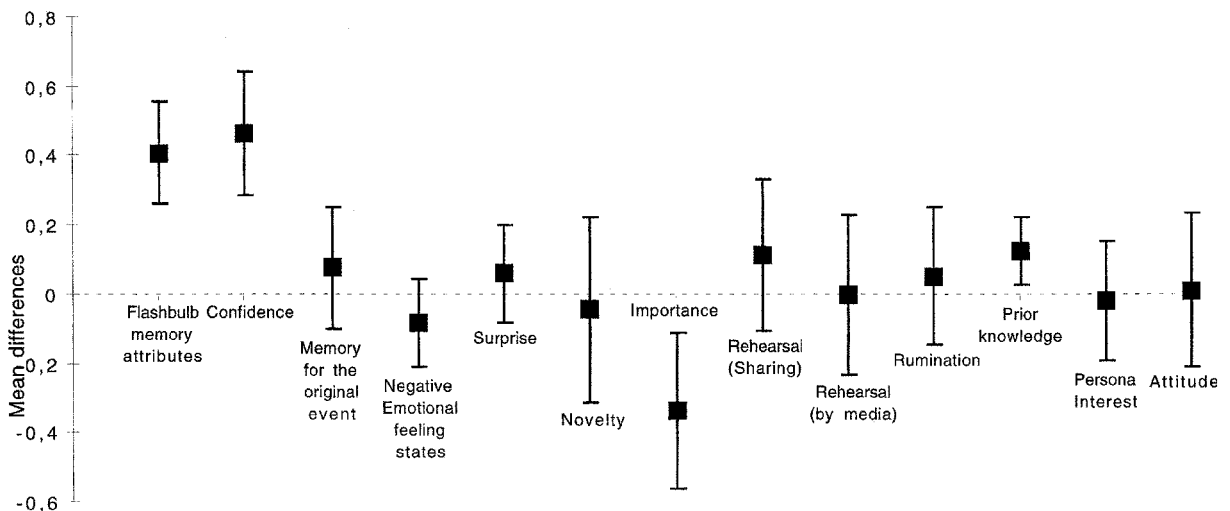 0,8
0,6
0,4
0,2
0
0,2
-0,4
-0,6
Mean differences
Flashbulb
memory
attributes
Confidence
Memory
for the
original
event
Negative
Emotional
feeling
states
Surprise
Novelty
Importance
Rehearsal
(Sharing)
Rehearsal
(by media)
Rumination
Prior
knowledge
Persona
Interest
Attitude